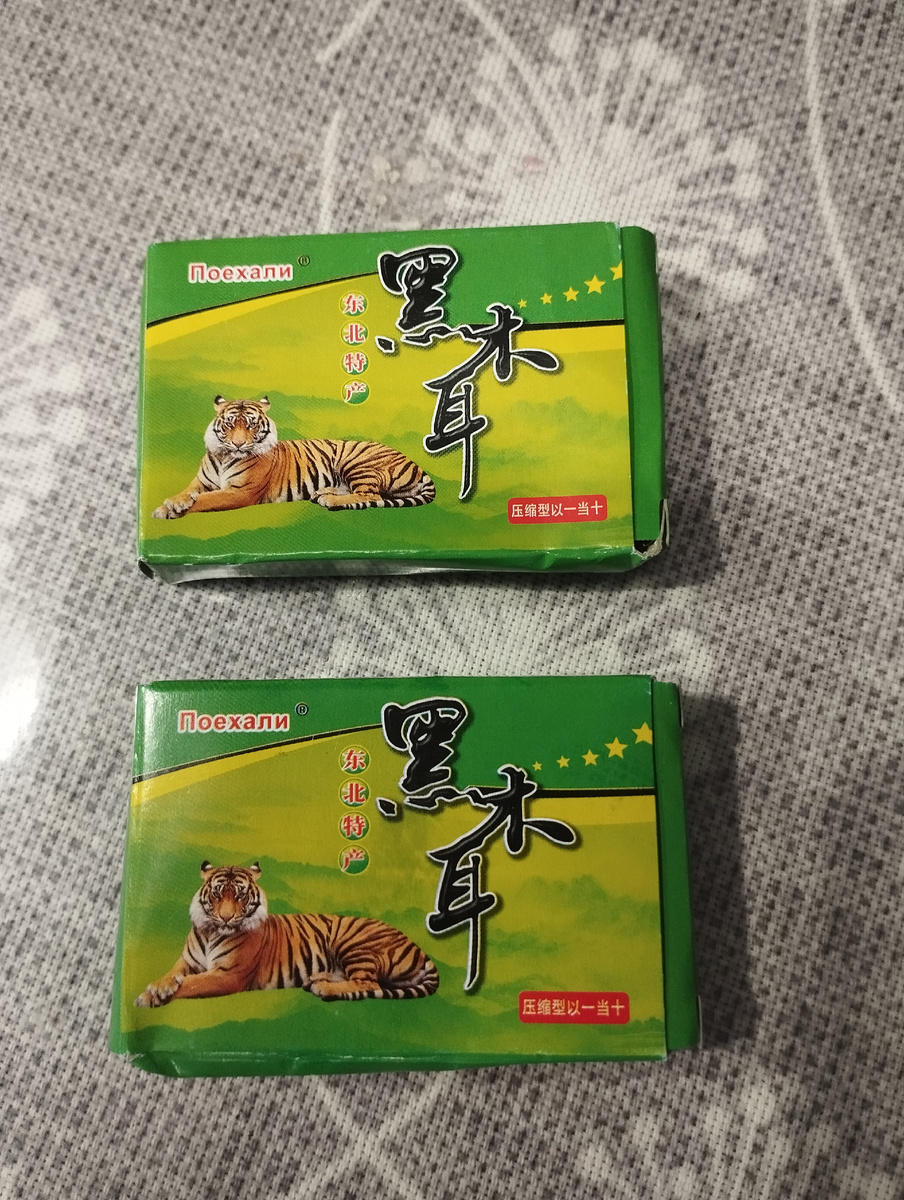 Поехали ®
东北特产
黑木耳
压缩型以一当十
Поехали ®
东北特产
黑木耳
压缩型以一当十